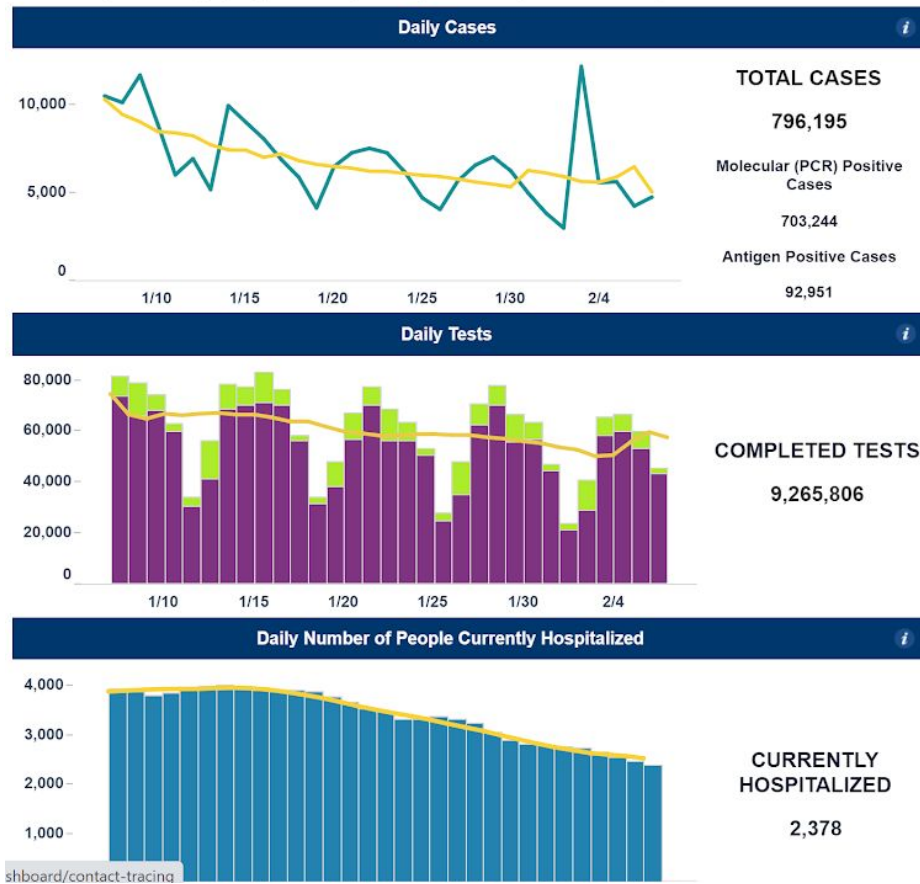 Daily Cases
i
10,000
5,000
0
1/10 1/15 1/20 1/25 1/30 2/4
TOTAL CASES
796,195
Molecular (PCR) Positive
Cases
703,244
Antigen Positive Cases
92,951
Daily Tests
i
80,000
60,000
40,000
20,000
0
1/10 1/15 1/20 1/25 1/30 2/4
COMPLETED TESTS
9,265,806
Daily Number of People Currently Hospitalized
i
4,000
3,000
2,000
1,000
CURRENTLY
HOSPITALIZED
2,378
shboard/contact-tracing